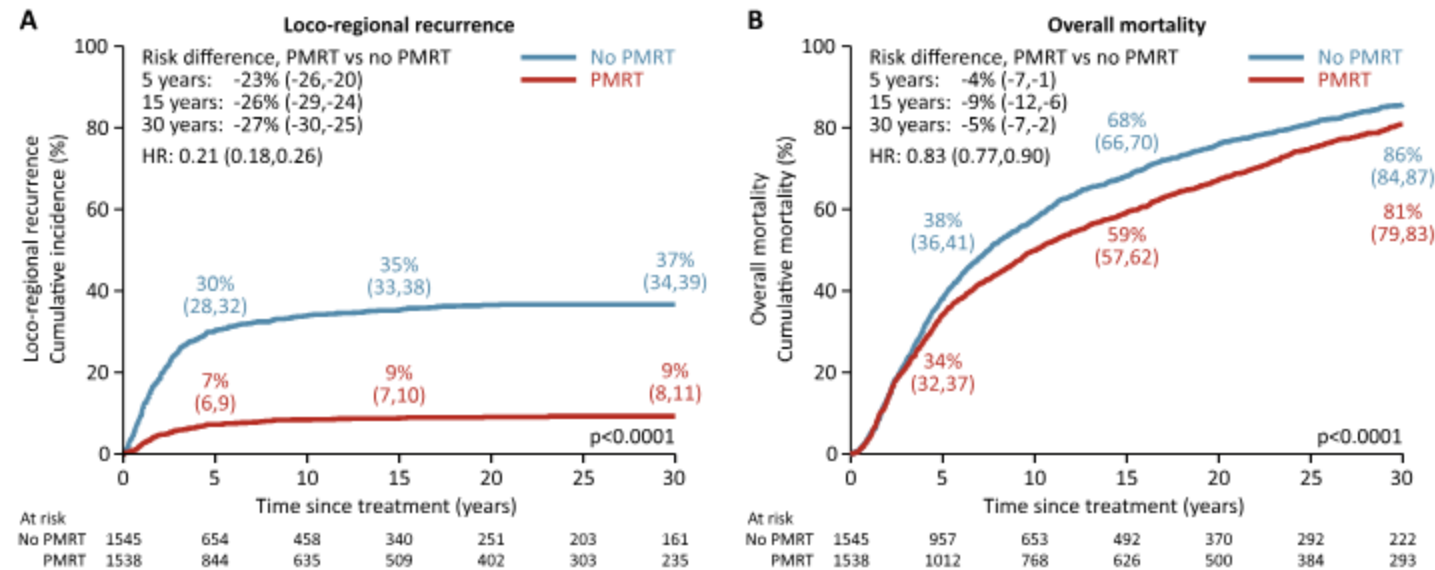 A
Loco-regional recurrence
Risk difference, PMRT vs no PMRT
5 years: -23% (-26,-20)
15 years: -26% (-29,-24)
30 years: -27% (-30,-25)
HR: 0.21 (0.18,0.26)
No PMRT
PMRT
Loco-regional recurrence
Cumulative incidence (%)
100
80
60
40
20
0
30%
(28,32)
35%
(33,38)
37%
(34,39)
7%
(6,9)
9%
(7,10)
9%
(8,11)
p<0.0001
0 5 10 15 20 25 30
Time since treatment (years)
At risk
No PMRT 1545 654 458 340 251 203 161
PMRT 1538 844 635 509 402 303 235
B
Overall mortality
Risk difference, PMRT vs no PMRT
5 years: -4% (-7,-1)
15 years: -9% (-12,-6)
30 years: -5% (-7,-2)
HR: 0.83 (0.77,0.90)
No PMRT
PMRT
Overall mortality
Cumulative mortality (%)
100
80
60
40
20
0
38%
(36,41)
68%
(66,70)
86%
(84,87)
34%
(32,37)
59%
(57,62)
81%
(79,83)
p<0.0001
0 5 10 15 20 25 30
Time since treatment (years)
At risk
No PMRT 1545 957 653 492 370 292 222
PMRT 1538 1012 768 626 500 384 293